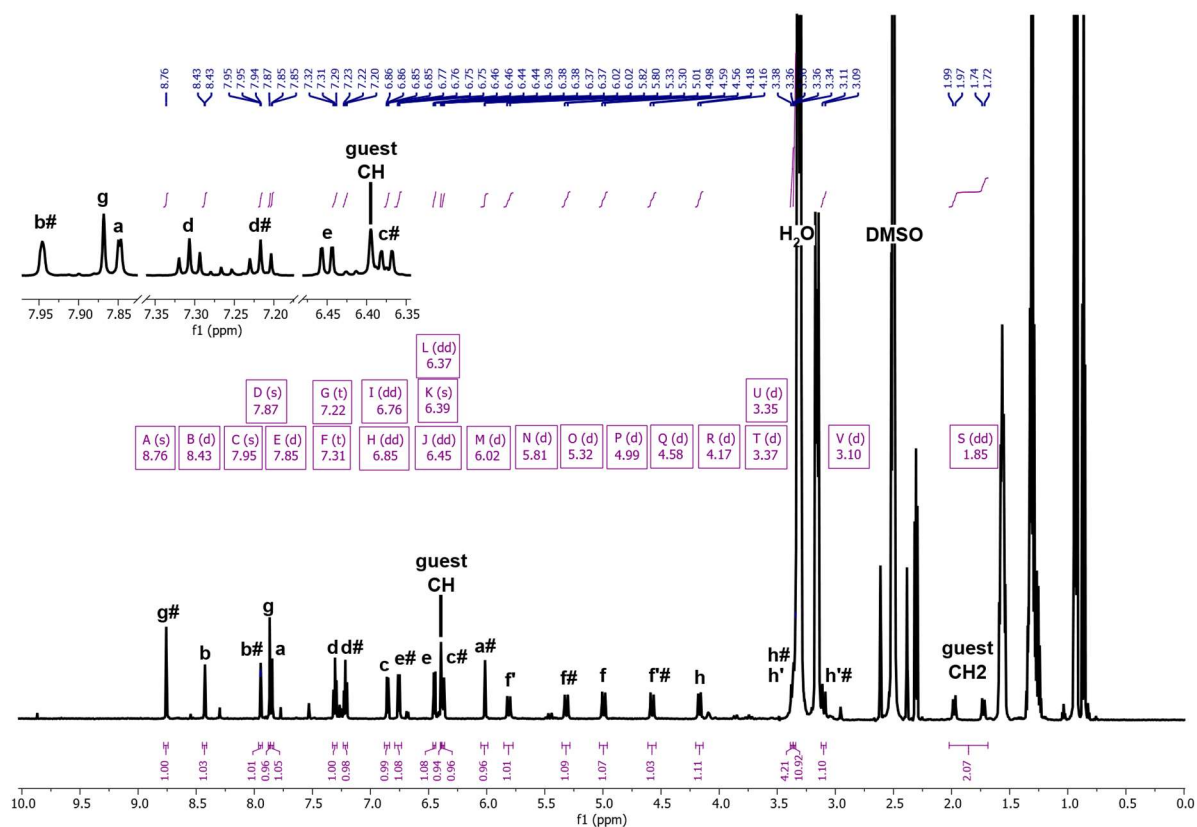 8.76 8.43 8.43 7.95 7.95 7.94 7.87 7.85 7.85 7.32 7.31 7.29 7.23 7.22 7.20 6.86 6.86 6.85 6.85 6.77 6.76 6.75 6.75 6.46 6.46 6.44 6.44 6.39 6.38 6.38 6.37 6.37 6.02 6.02 5.82 5.80 5.33 5.30 5.01 4.98 4.59 4.56 4.18 4.16 3.38 3.36 3.36 3.34 3.11 3.09 1.99 1.97 1.74 1.72
guest
CH
b# g a d d# e c#
7.95 7.90 7.85 7.35 7.30 7.25 7.20 6.45 6.40 6.35
f1 (ppm)
H2O DMSO
L (dd)
6.37
D (s) G (t) I (dd) K (s) U (d)
7.87 7.22 6.76 6.39 3.35
A (s) B (d) C (s) E (d) F (t) H (dd) J (dd) M (d) N (d) O (d) P (d) Q (d) R (d) T (d) V (d) S (dd)
8.76 8.43 7.95 7.85 7.31 6.85 6.45 6.02 5.81 5.32 4.99 4.58 4.17 3.37 3.10 1.85
guest
CH
g# b b# g a d d# c e# e c# a# f' f# f f'# h h# h' h'# guest
CH2
1.00 1.03 1.01 0.96 1.05 1.00 0.98 0.99 1.08 1.08 0.94 0.96 0.96 1.01 1.09 1.07 1.03 1.11 4.21 10.92 1.10 2.07
10.0 9.5 9.0 8.5 8.0 7.5 7.0 6.5 6.0 5.5 5.0 4.5 4.0 3.5 3.0 2.5 2.0 1.5 1.0 0.5 0.0
f1 (ppm)